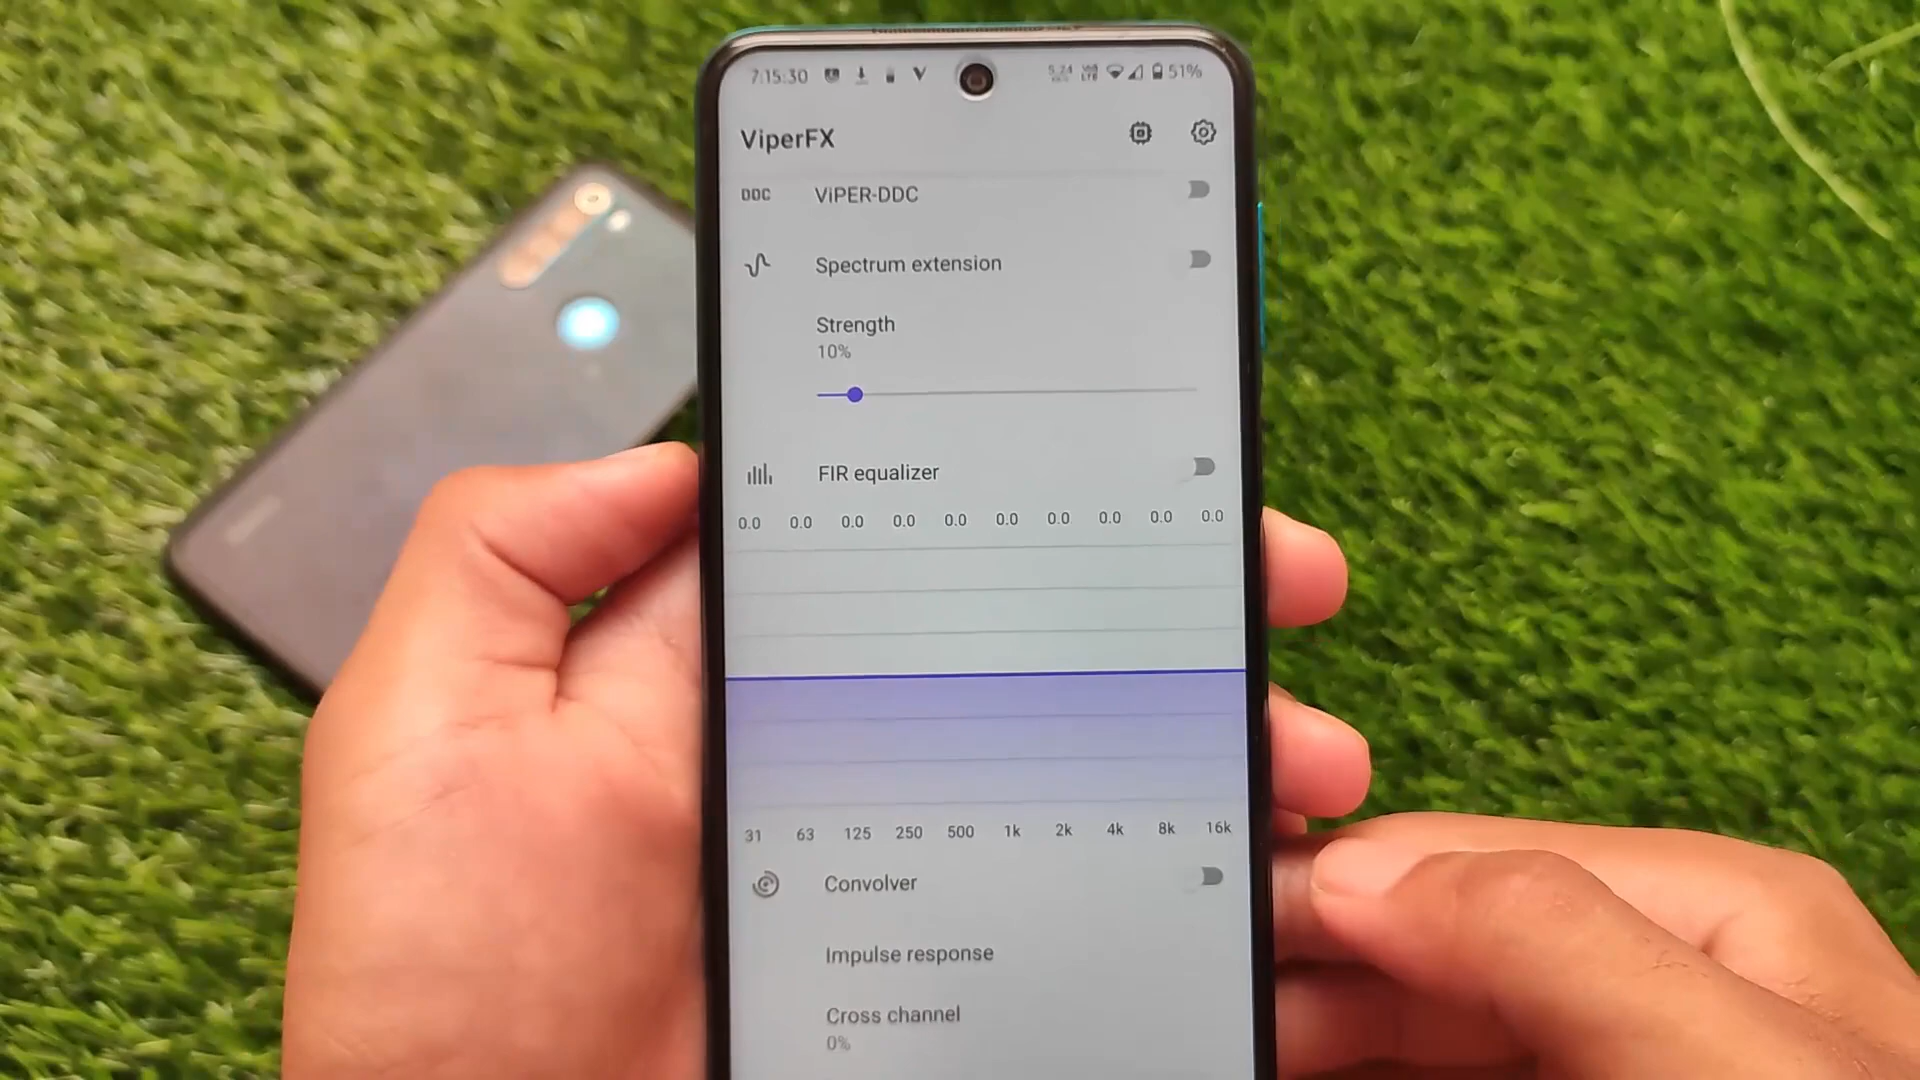 7:15:30 51%
ViperFX
DDC ViPER-DDC
Spectrum extension
Strength
10%
FIR equalizer
0.0 0.0 0.0 0.0 0.0 0.0 0.0 0.0 0.0 0.0
31 63 125 250 500 1k 2k 4k 8k 16k
Convolver
Impulse response
Cross channel
0%